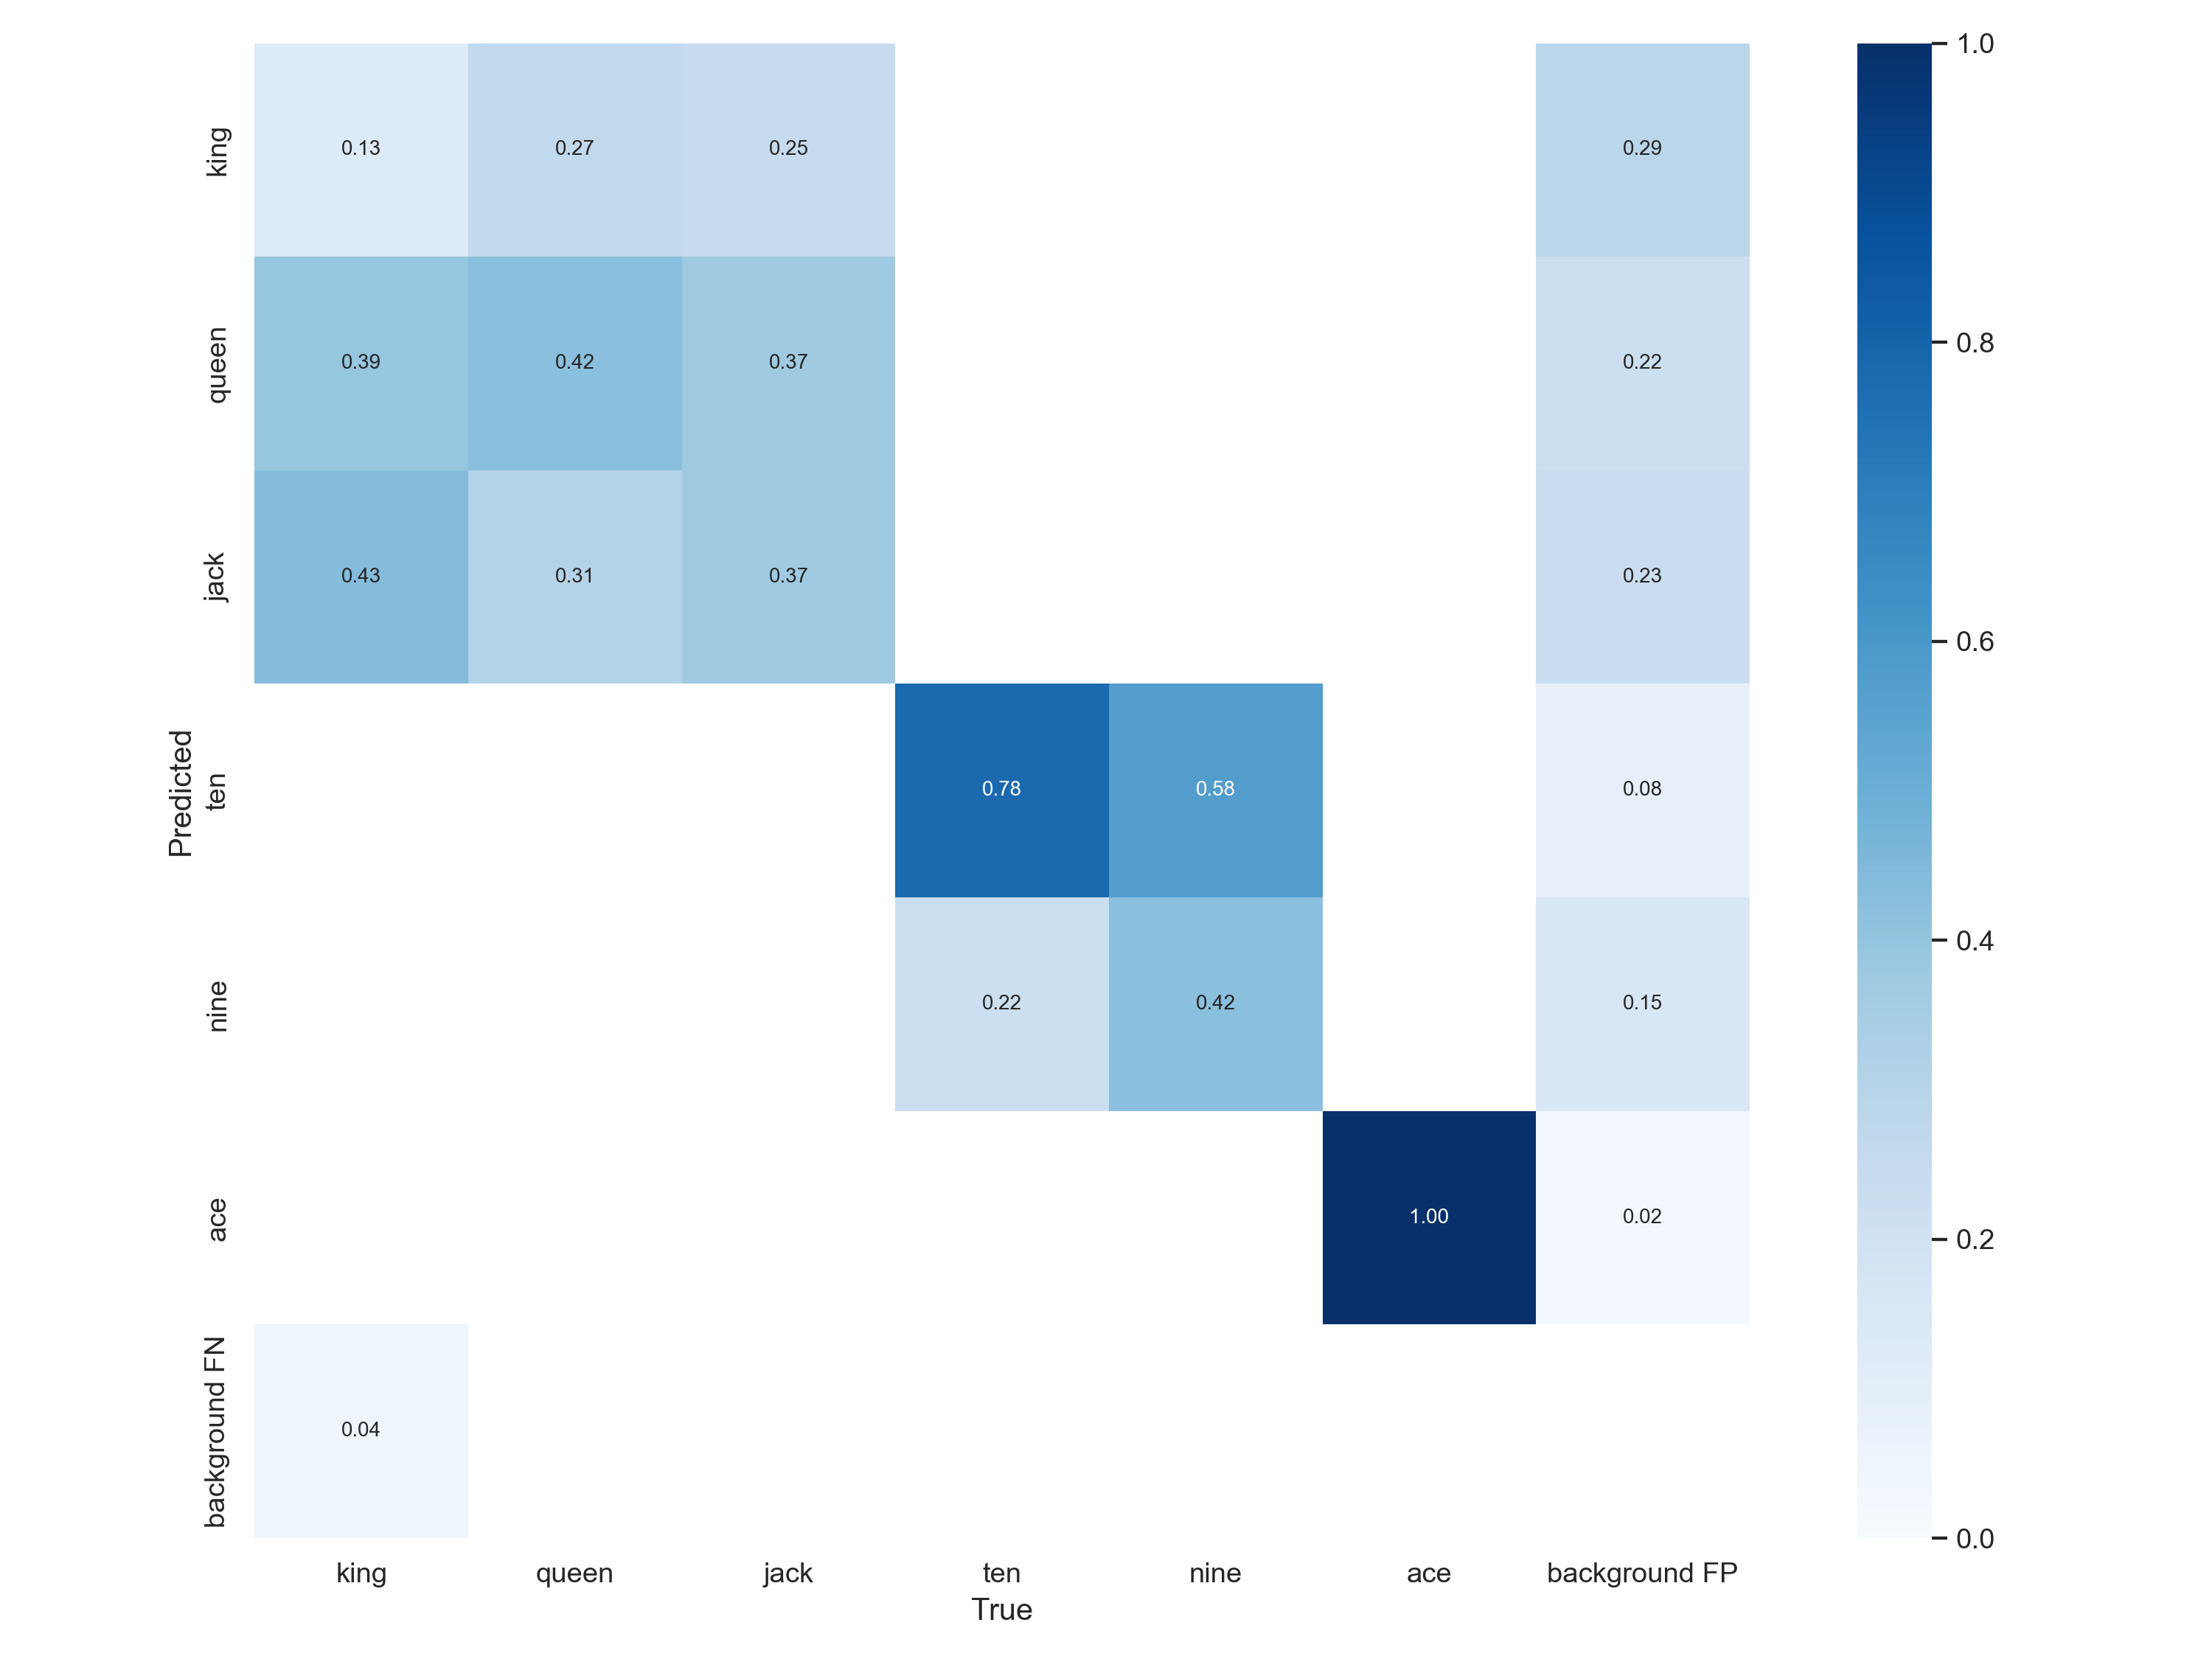 1.0
king 0.13 0.27 0.25 0.29
0.8
queen 0.39 0.42 0.37 0.22
jack 0.43 0.31 0.37 0.23
0.6
Predicted
ten 0.78 0.58 0.08
0.4
nine 0.22 0.42 0.15
ace 1.00 0.02
0.2
background FN 0.04
0.0
king queen jack ten nine ace background FP
True